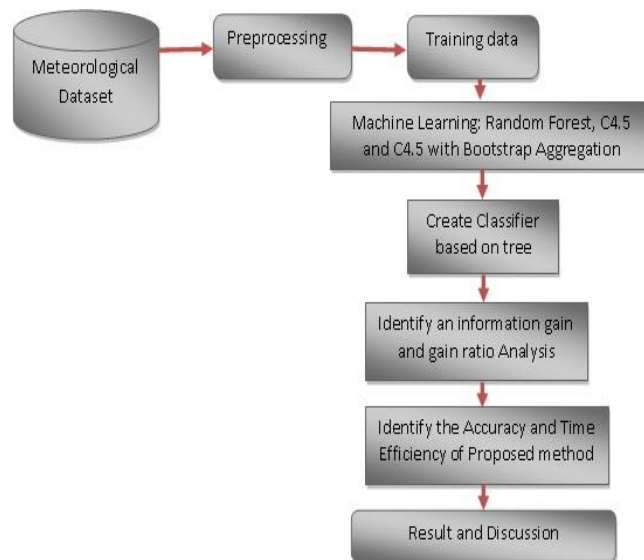 Meteorological
Dataset
Preprocessing
Training data
Machine Learning: Random Forest, C4.5
and C4.5 with Bootstrap Aggregation
Create Classifier
based on tree
Identify an information gain
and gain ratio Analysis
Identify the Accuracy and Time
Efficiency of Proposed method
Result and Discussion